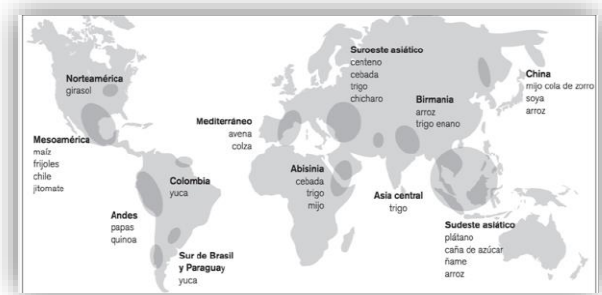 Norteamérica
girasol
Mesoamérica
maíz
frijoles
chile
jitomate
Colombia
yuca
Andes
papas
quinoa
Sur de Brasil
y Paraguay
yuca
Mediterráneo
avena
colza
Suroeste asiático
centeno
cebada
trigo
chicharo
Abisinia
cebada
trigo
mijo
Birmania
arroz
trigo enano
Asia central
trigo
China
mijo cola de zorro
soya
arroz
Sudeste asiático
plátano
caña de azúcar
ñame
arroz